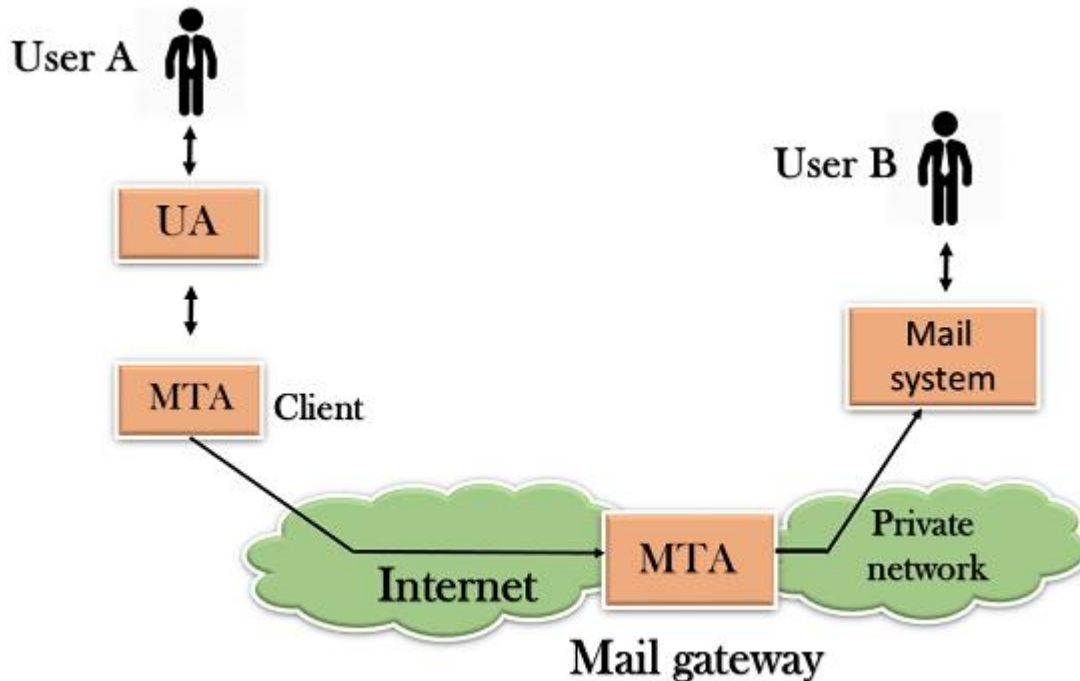 User A
User B
UA
Mail
system
MTA
Client
Private
network
MTA
Internet
Mail gateway